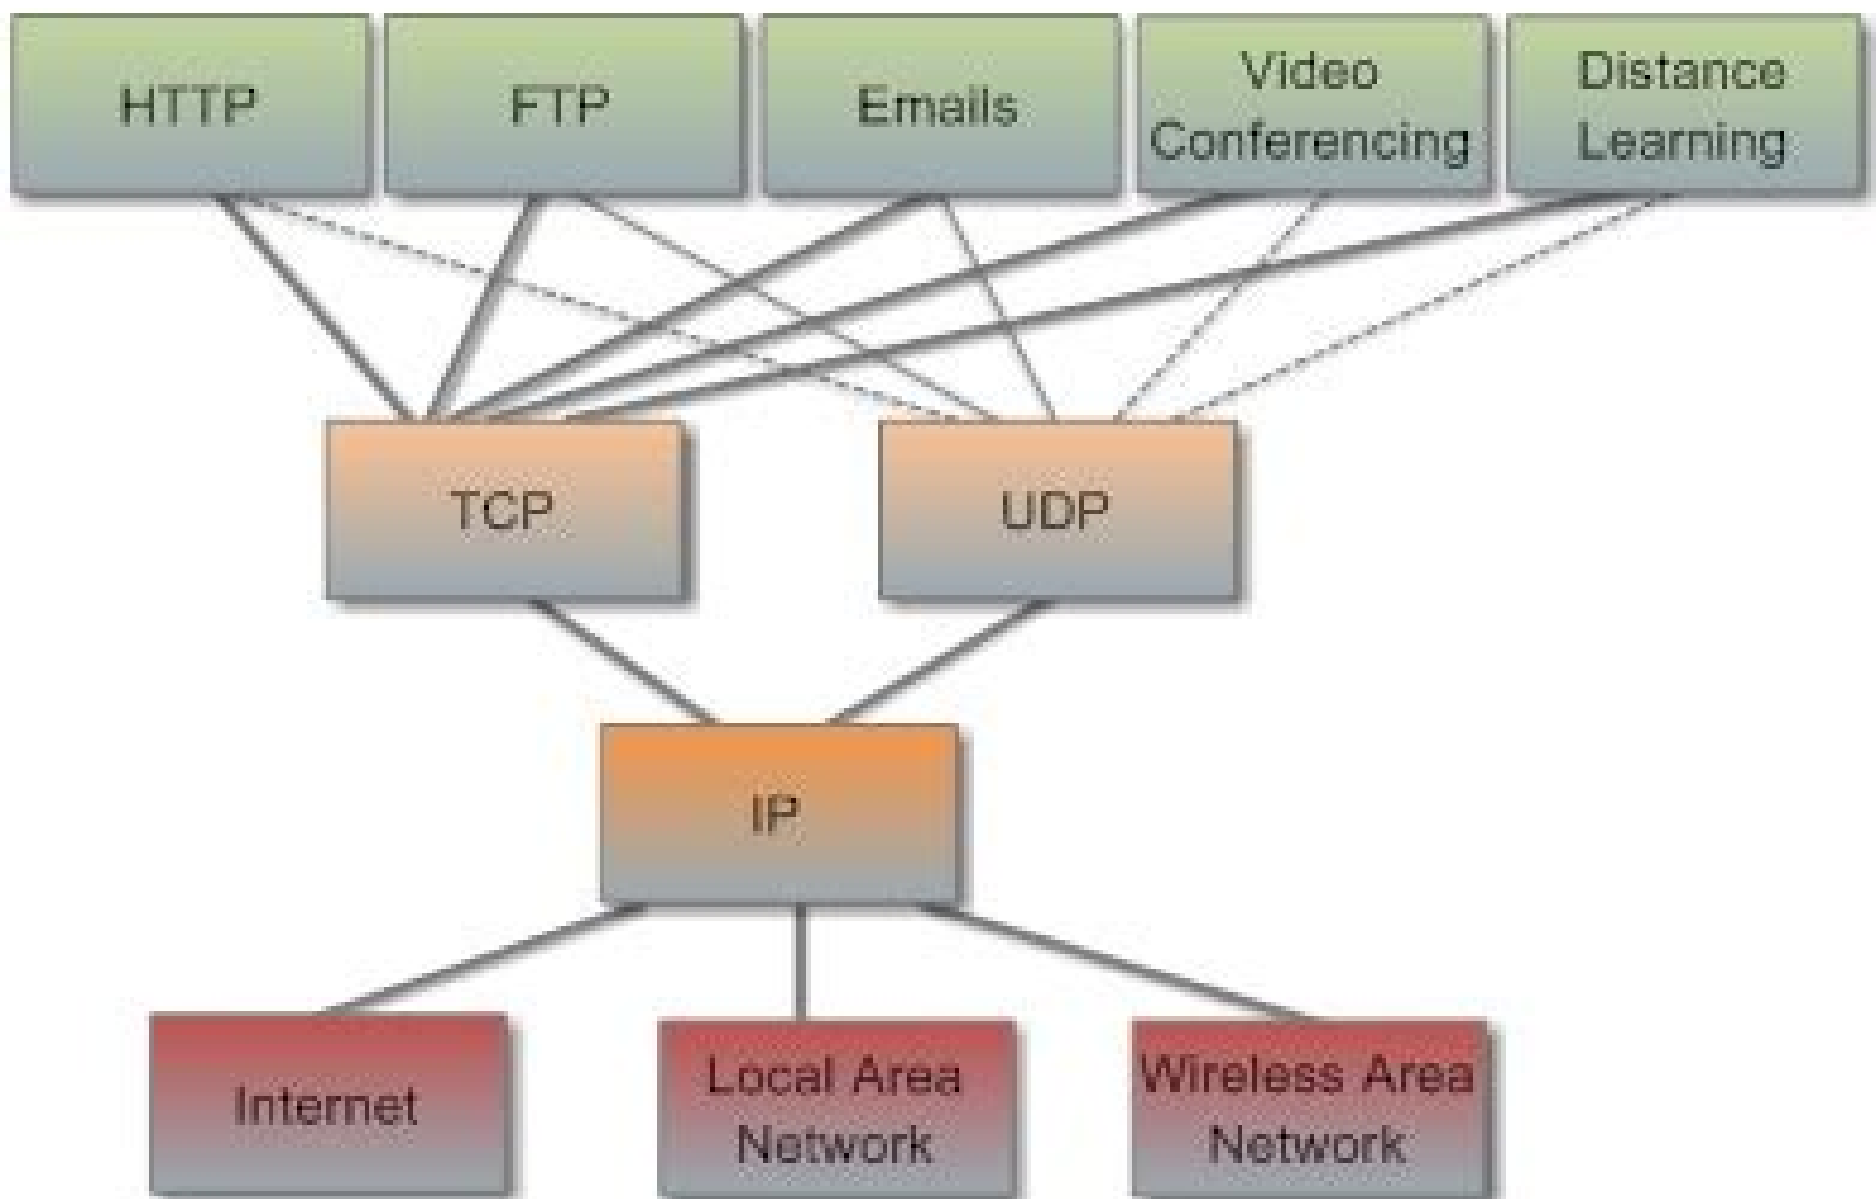 HTTP
FTP
Emails
Video
Conferencing
Distance
Learning
TCP
UDP
IP
Internet
Local Area
Network
Wireless Area
Network